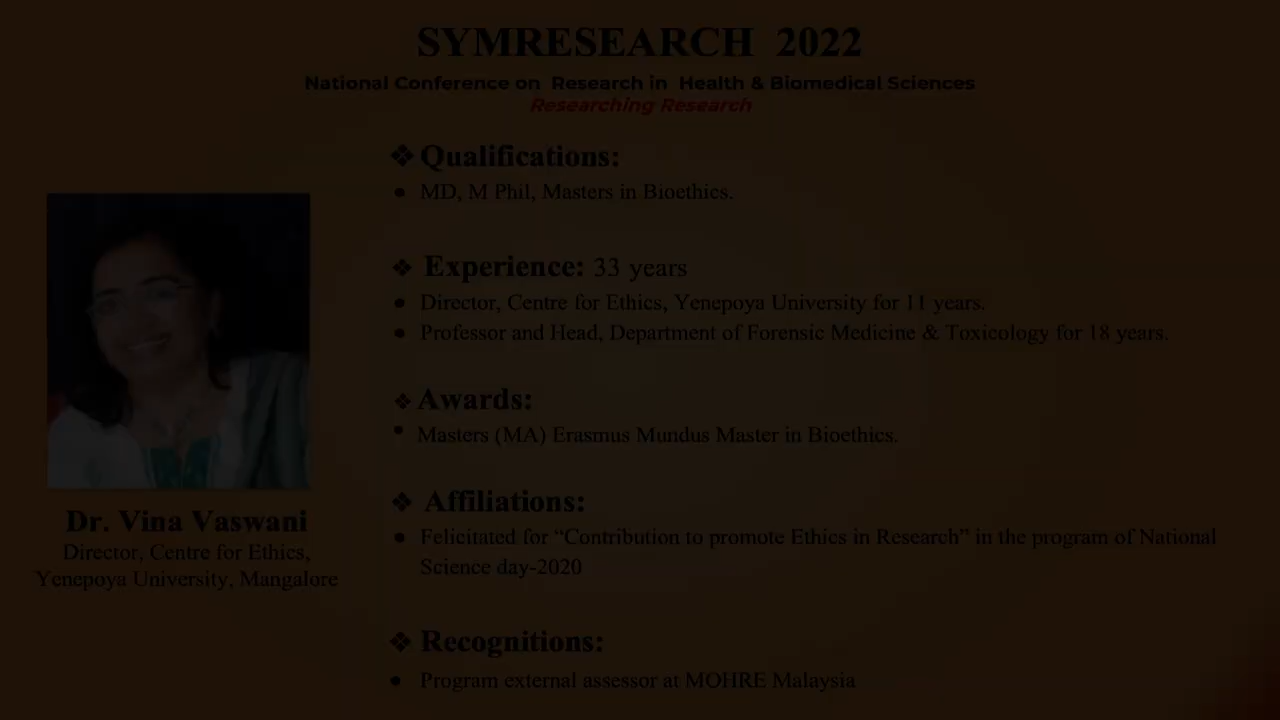 SYMRESEARCH 2022
National Conference on Research in Health & Biomedical Sciences
Researching Research
❖ Qualifications:
• MD, M Phil, Masters in Bioethics.
❖ Experience: 33 years
• Director, Centre for Ethics, Yenepoya University for 11 years.
• Professor and Head, Department of Forensic Medicine & Toxicology for 18 years.
❖ Awards:
• Masters (MA) Erasmus Mundus Master in Bioethics.
❖ Affiliations:
• Felicitated for “Contribution to promote Ethics in Research” in the program of National
Science day-2020
❖ Recognitions:
• Program external assessor at MOHRE Malaysia
Dr. Vina Vaswani
Director, Centre for Ethics,
Yenepoya University, Mangalore